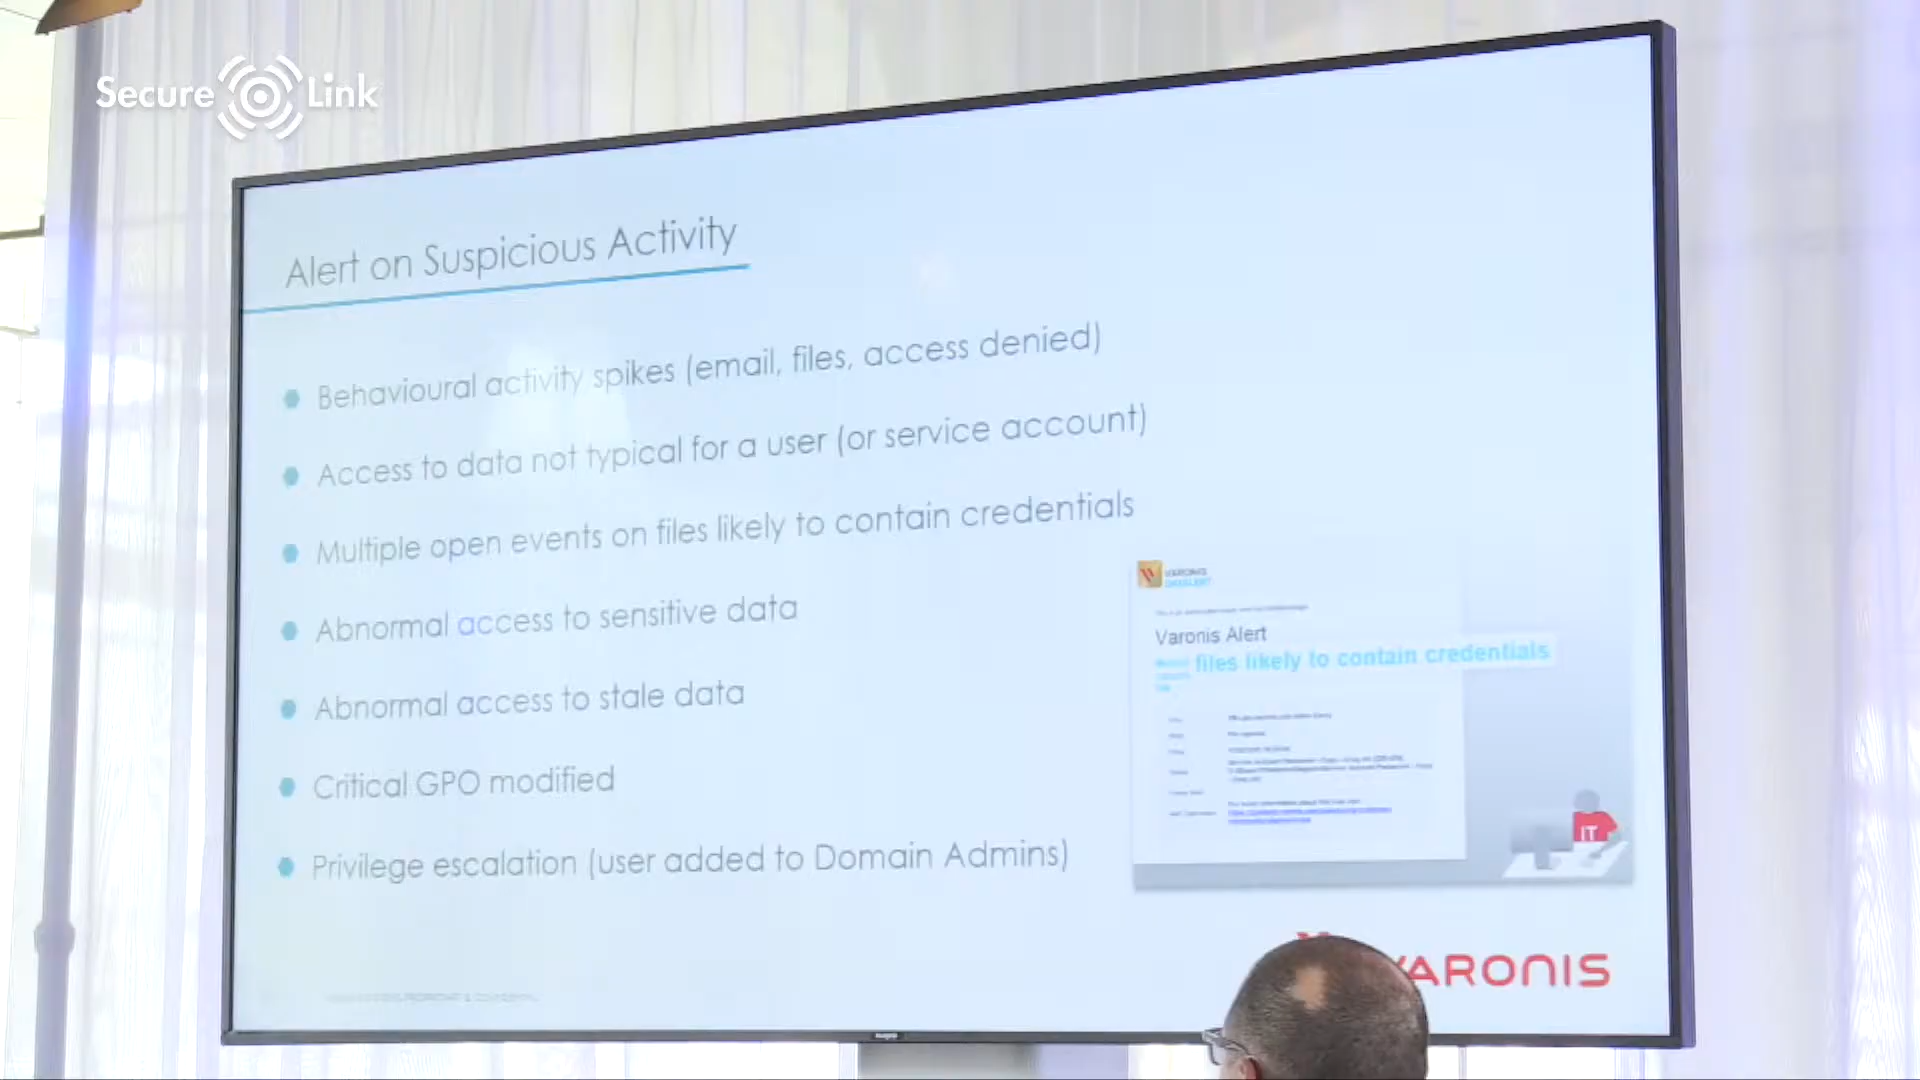 Secure Link
Alert on Suspicious Activity
Behavioural activity spikes (email, files, access denied)
Access to data not typical for a user (or service account)
Multiple open events on files likely to contain credentials
Abnormal access to sensitive data
Abnormal access to stale data
Critical GPO modified
Privilege escalation (user added to Domain Admins)
VARONIS
Varonis Alert
files likely to contain credentials
IT
VARONIS